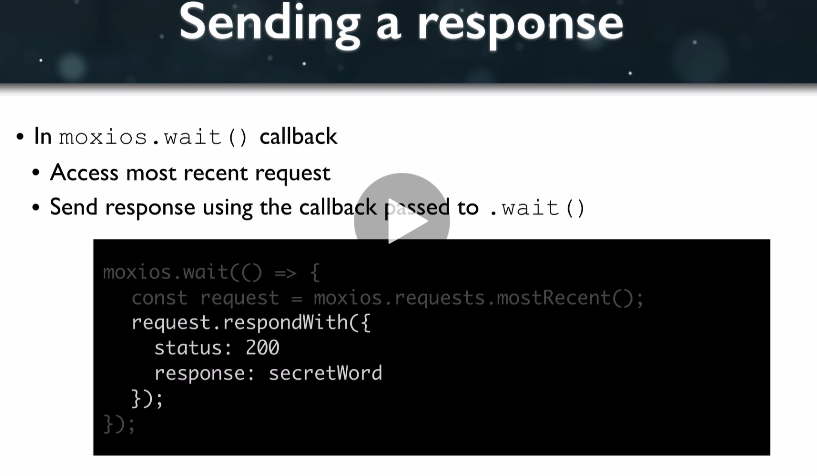 Sending a response
• In moxios.wait() callback
• Access most recent request
• Send response using the callback passed to .wait()
moxios.wait(() => {
const request = moxios.requests.mostRecent();
request.respondWith({
status: 200
response: secretWord
});
});